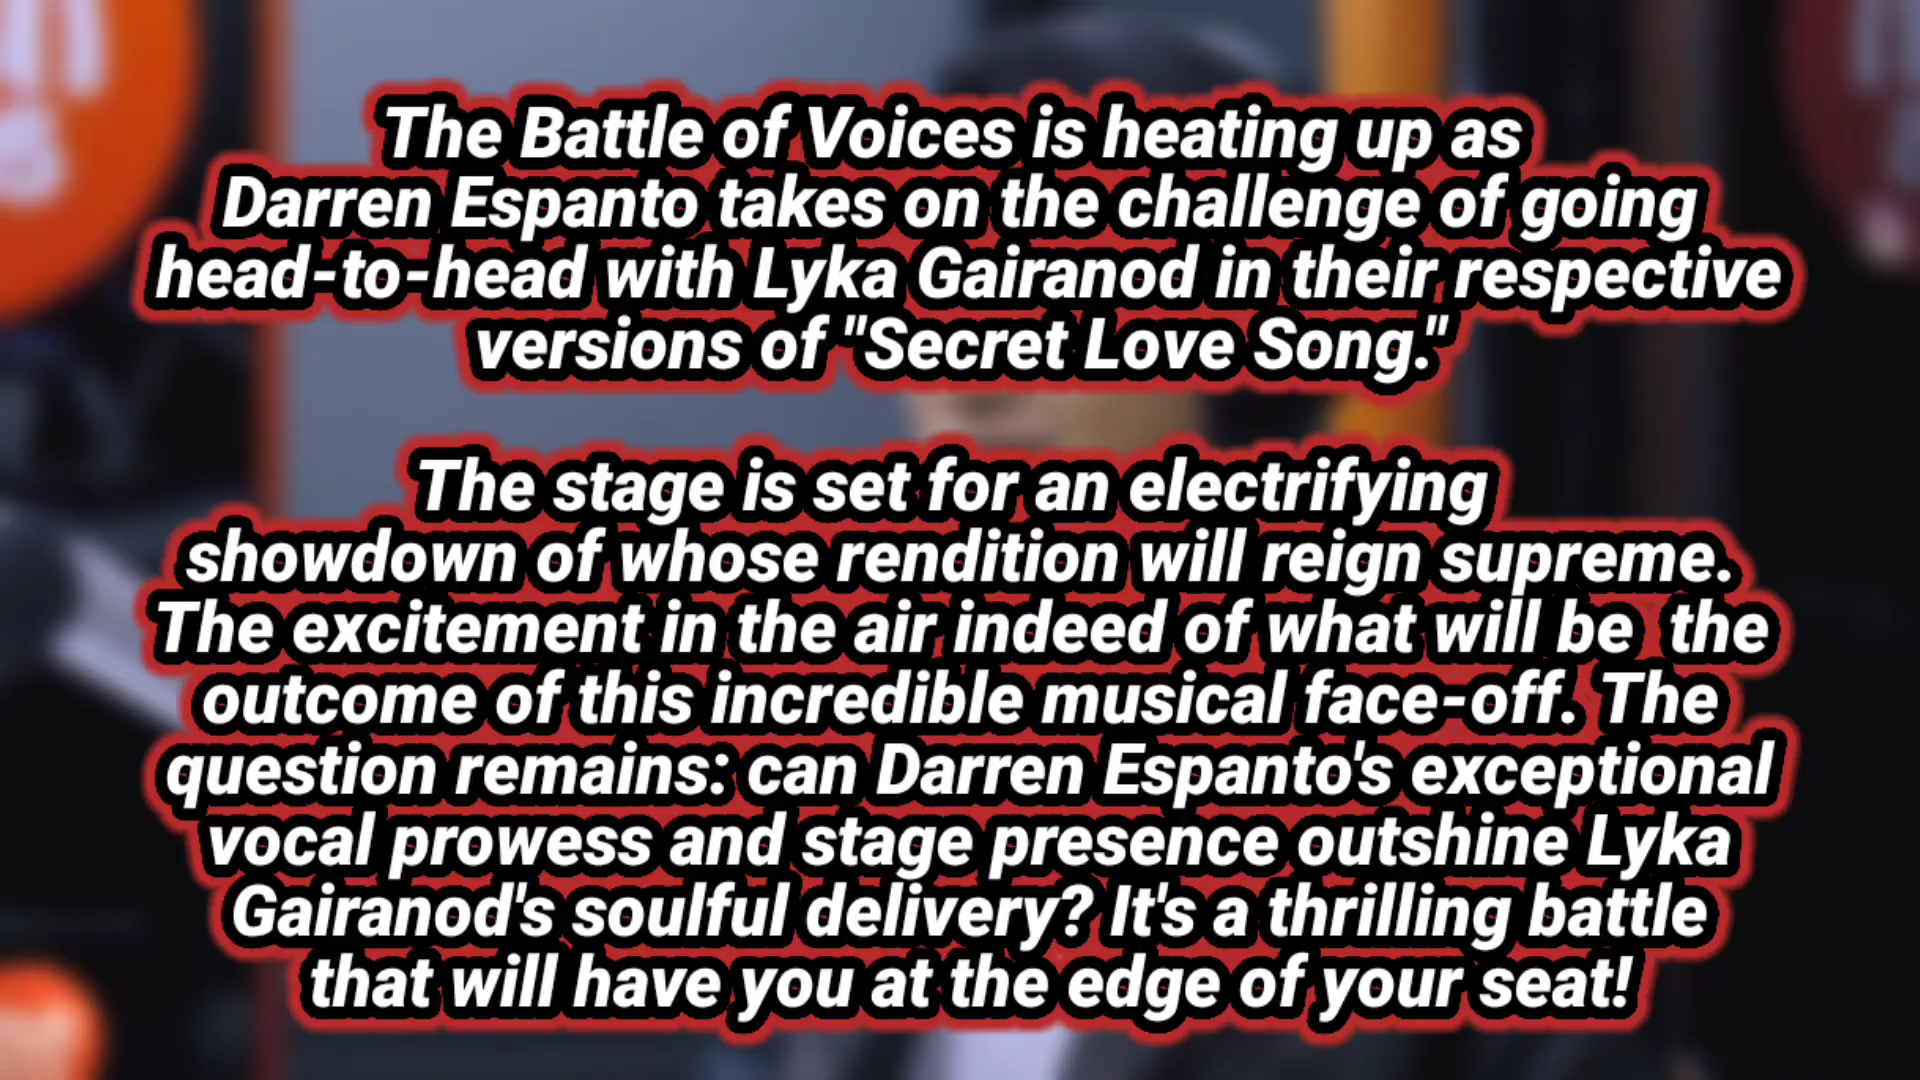 The Battle of Voices is heating up as
Darren Espanto takes on the challenge of going
head-to-head with Lyka Gairanod in their respective
versions of "Secret Love Song."
The stage is set for an electrifying
showdown of whose rendition will reign supreme.
The excitement in the air indeed of what will be  the
outcome of this incredible musical face-off. The
question remains: can Darren Espanto's exceptional
vocal prowess and stage presence outshine Lyka
Gairanod's soulful delivery? It's a thrilling battle
that will have you at the edge of your seat!